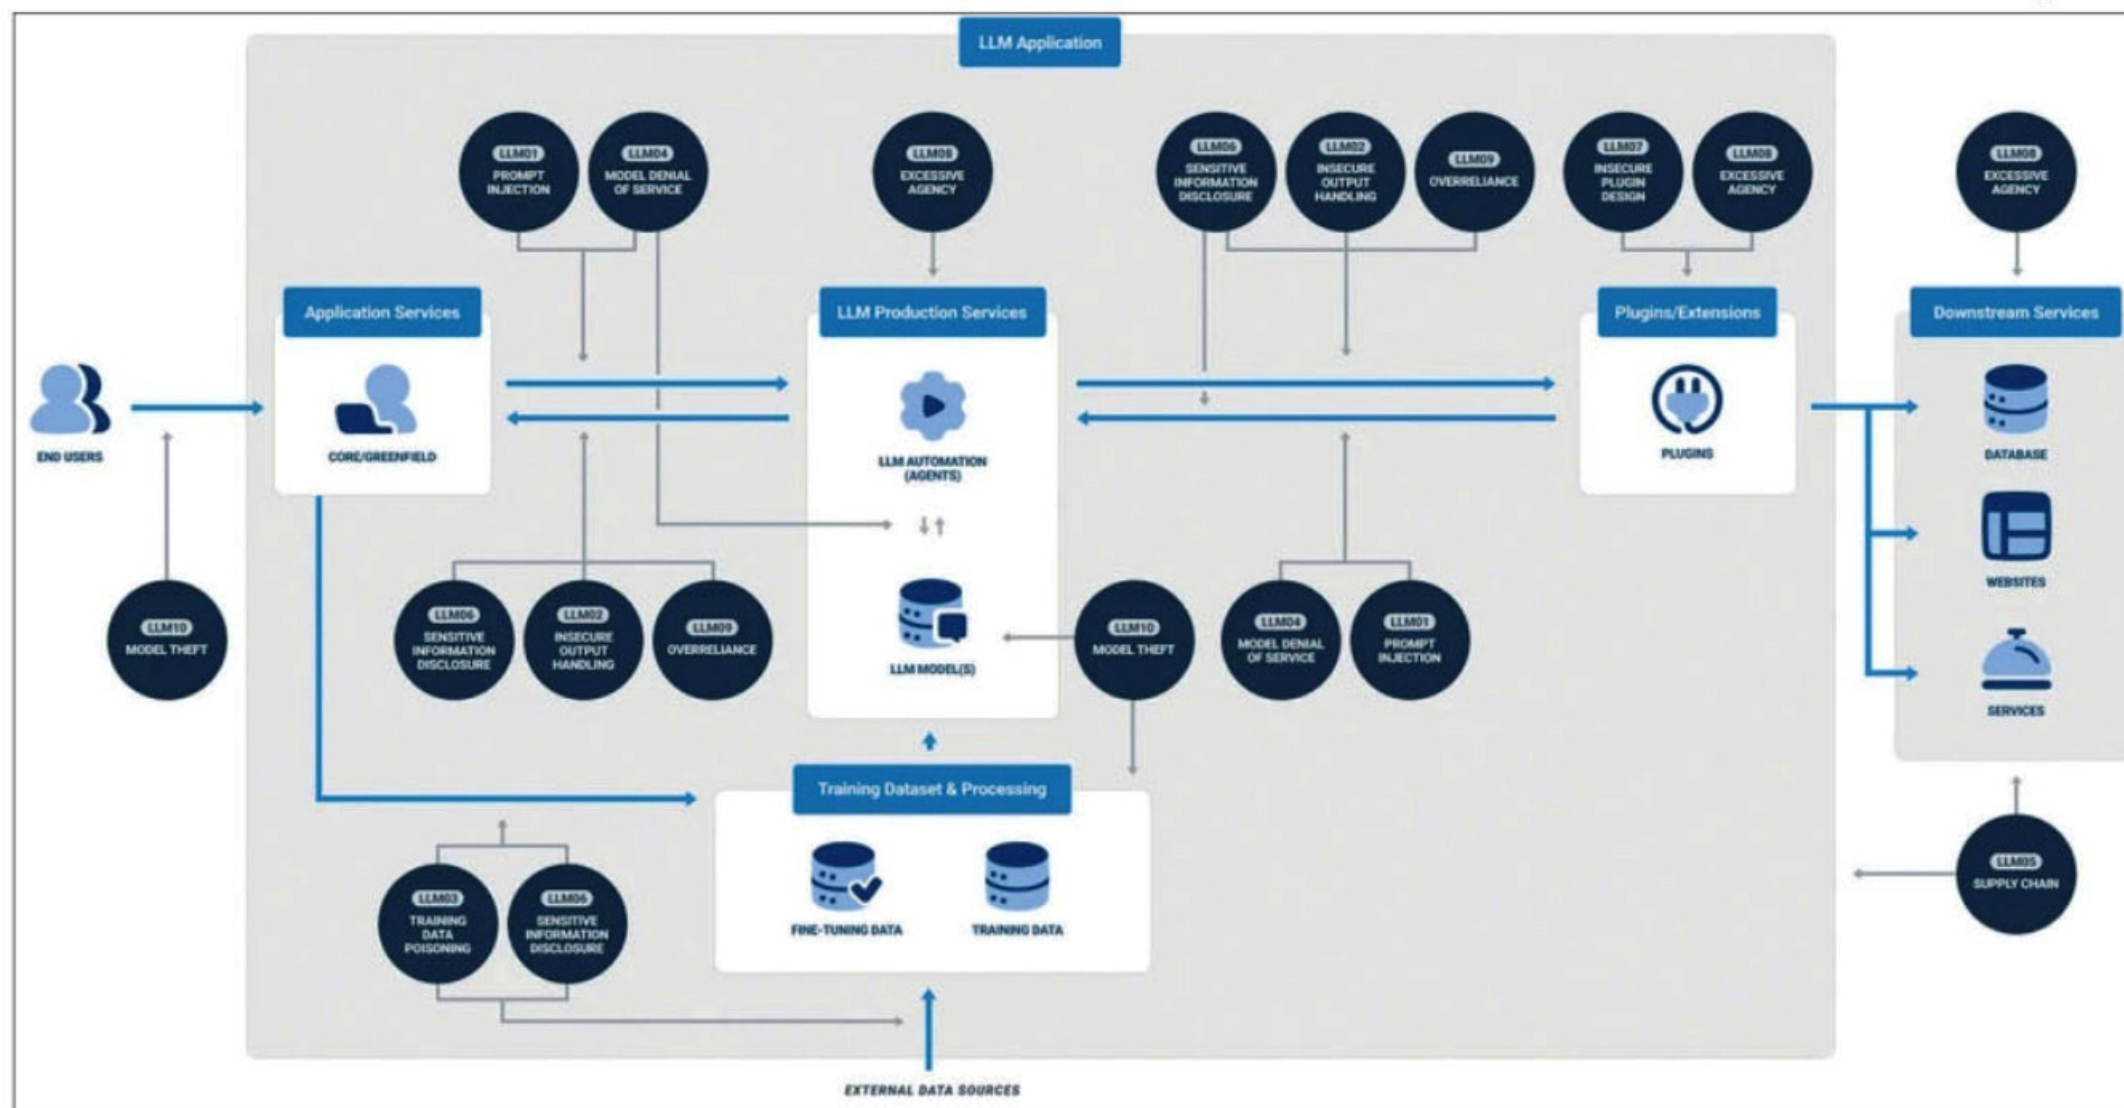 LLM Application
LLM01
PROMPT
INJECTION
LLM04
MODEL DENIAL
OF SERVICE
LLM08
EXCESSIVE
AGENCY
LLM06
SENSITIVE
INFORMATION
DISCLOSURE
LLM02
INSECURE
OUTPUT
HANDLING
LLM09
OVERRELIANCE
LLM07
INSECURE
PLUGIN
DESIGN
LLM08
EXCESSIVE
AGENCY
LLM08
EXCESSIVE
AGENCY
Application Services
LLM Production Services
Plugins/Extensions
Downstream Services
END USERS
CORE/GREENFIELD
LLM AUTOMATION
(AGENTS)
PLUGINS
DATABASE
WEBSITES
SERVICES
LLM10
MODEL THEFT
LLM06
SENSITIVE
INFORMATION
DISCLOSURE
LLM02
INSECURE
OUTPUT
HANDLING
LLM09
OVERRELIANCE
LLM MODEL(S)
LLM10
MODEL THEFT
LLM04
MODEL DENIAL
OF SERVICE
LLM01
PROMPT
INJECTION
Training Dataset & Processing
FINE-TUNING DATA
TRAINING DATA
LLM03
TRAINING
DATA
POISONING
LLM06
SENSITIVE
INFORMATION
DISCLOSURE
LLM05
SUPPLY CHAIN
EXTERNAL DATA SOURCES